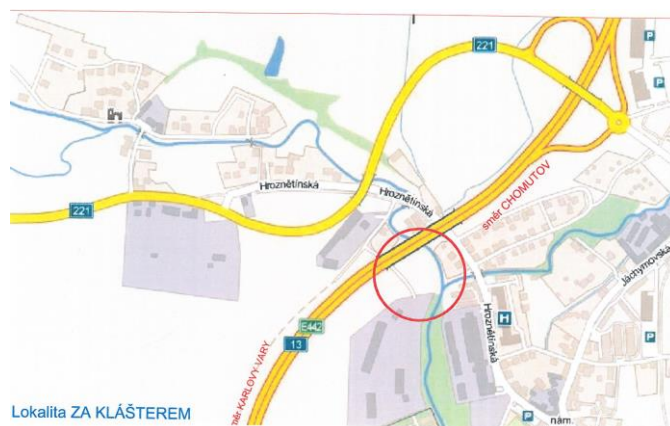 221
P
P
Hroznětínská
Hroznětínská
směr CHOMUTOV
221
Jáchymovská
E442
13
H
Hroznětínská
P
směr KARLOVY VARY
Lokalita ZA KLÁŠTEREM
P
nám.
P